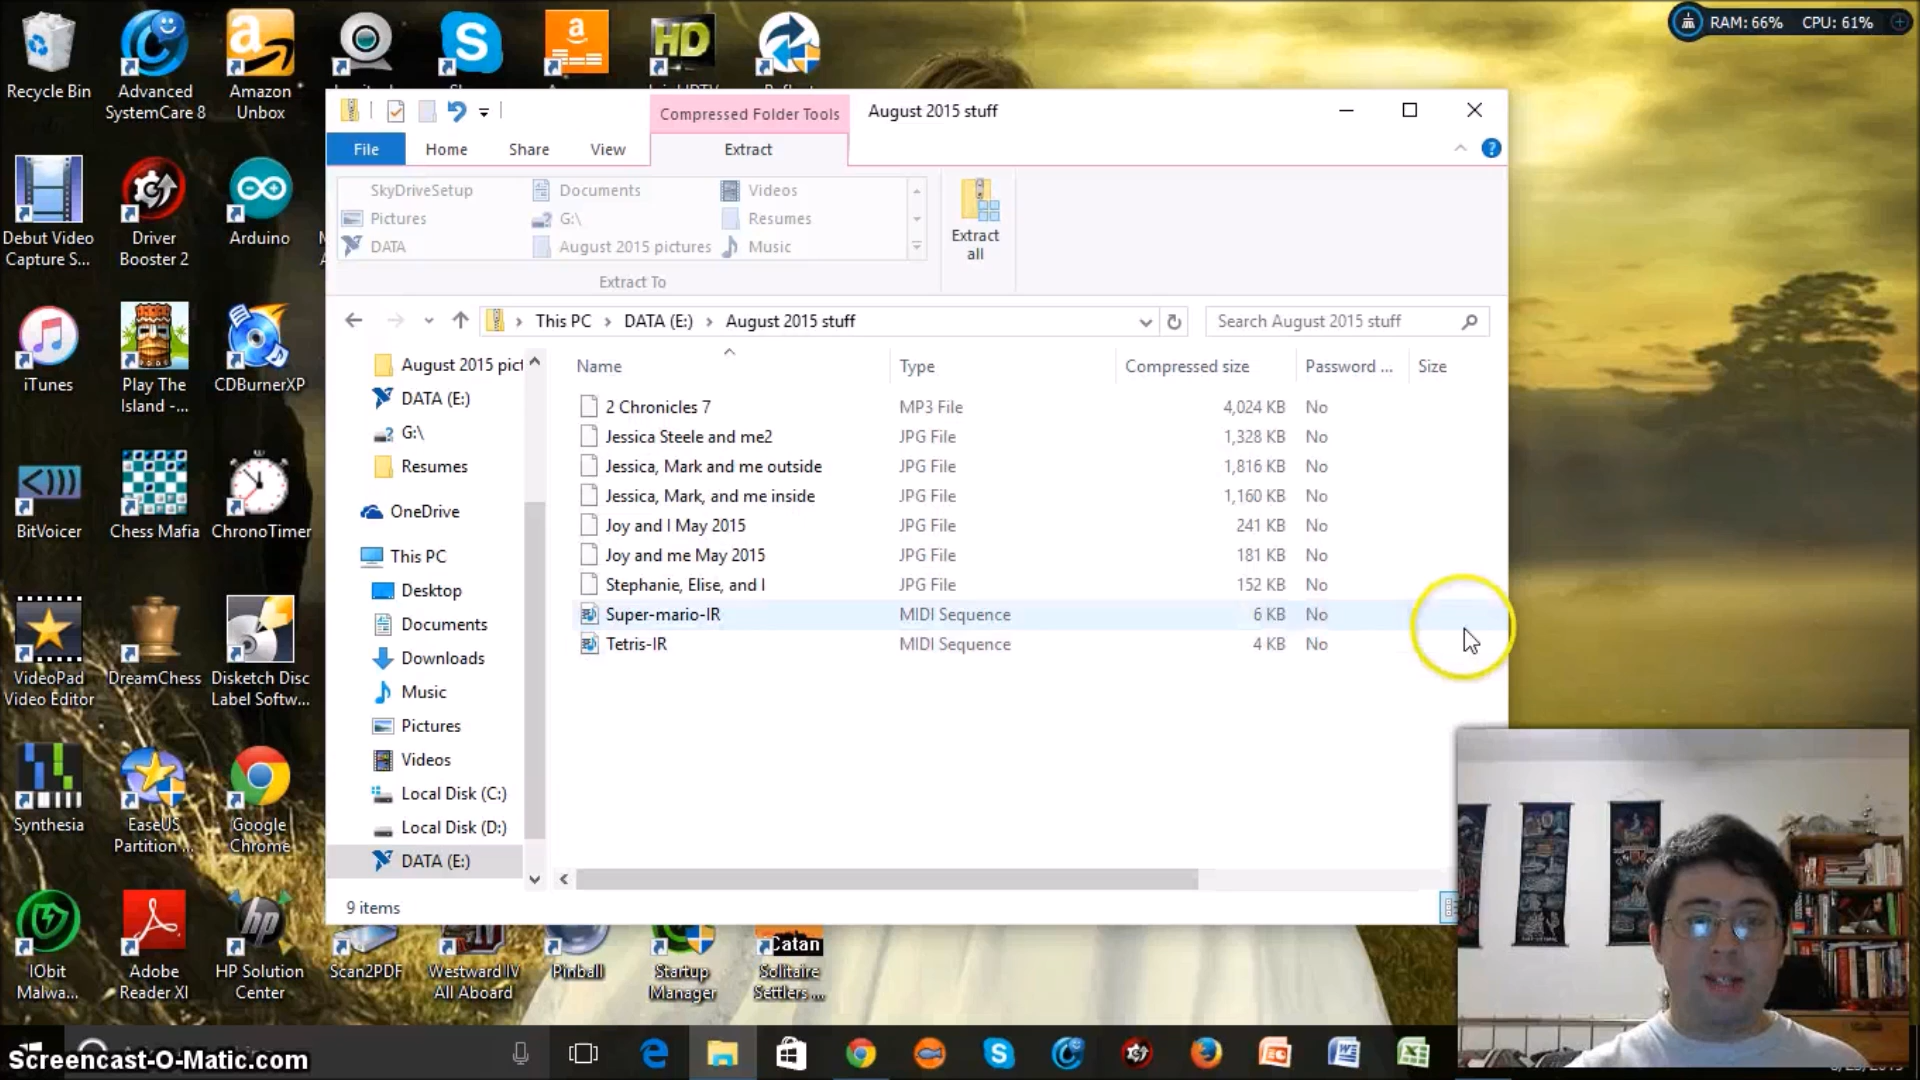 RAM: 66% CPU: 61%
Recycle Bin
Advanced
SystemCare 8
Amazon
Unbox
Compressed Folder Tools
August 2015 stuff
File
Home
Share
View
Extract
SkyDriveSetup
Documents
Videos
Pictures
G:\
Resumes
DATA
August 2015 pictures
Music
Extract To
Extract
all
Debut Video
Capture S...
Driver
Booster 2
Arduino
This PC
DATA (E:)
August 2015 stuff
Search August 2015 stuff
iTunes
Play The
Island -...
CDBurnerXP
August 2015 pict
DATA (E:)
G:\
Resumes
OneDrive
This PC
Desktop
Documents
Downloads
Music
Pictures
Videos
Local Disk (C:)
Local Disk (D:)
DATA (E:)
Name Type Compressed size Password ... Size
2 Chronicles 7 MP3 File 4,024 KB No
Jessica Steele and me2 JPG File 1,328 KB No
Jessica, Mark and me outside JPG File 1,816 KB No
Jessica, Mark, and me inside JPG File 1,160 KB No
Joy and I May 2015 JPG File 241 KB No
Joy and me May 2015 JPG File 181 KB No
Stephanie, Elise, and I JPG File 152 KB No
Super-mario-IR MIDI Sequence 6 KB No
Tetris-IR MIDI Sequence 4 KB No
9 items
BitVoicer
Chess Mafia
ChronoTimer
VideoPad
Video Editor
DreamChess
Disketch Disc
Label Softw...
Synthesia
EaseUS
Partition ...
Google
Chrome
IObit
Malwa...
Adobe
Reader XI
HP Solution
Center
Scan2PDF
Westward IV
All Aboard
Pinball
Startup
Manager
Catan
Solitaire
Settlers ...
Screencast-O-Matic.com